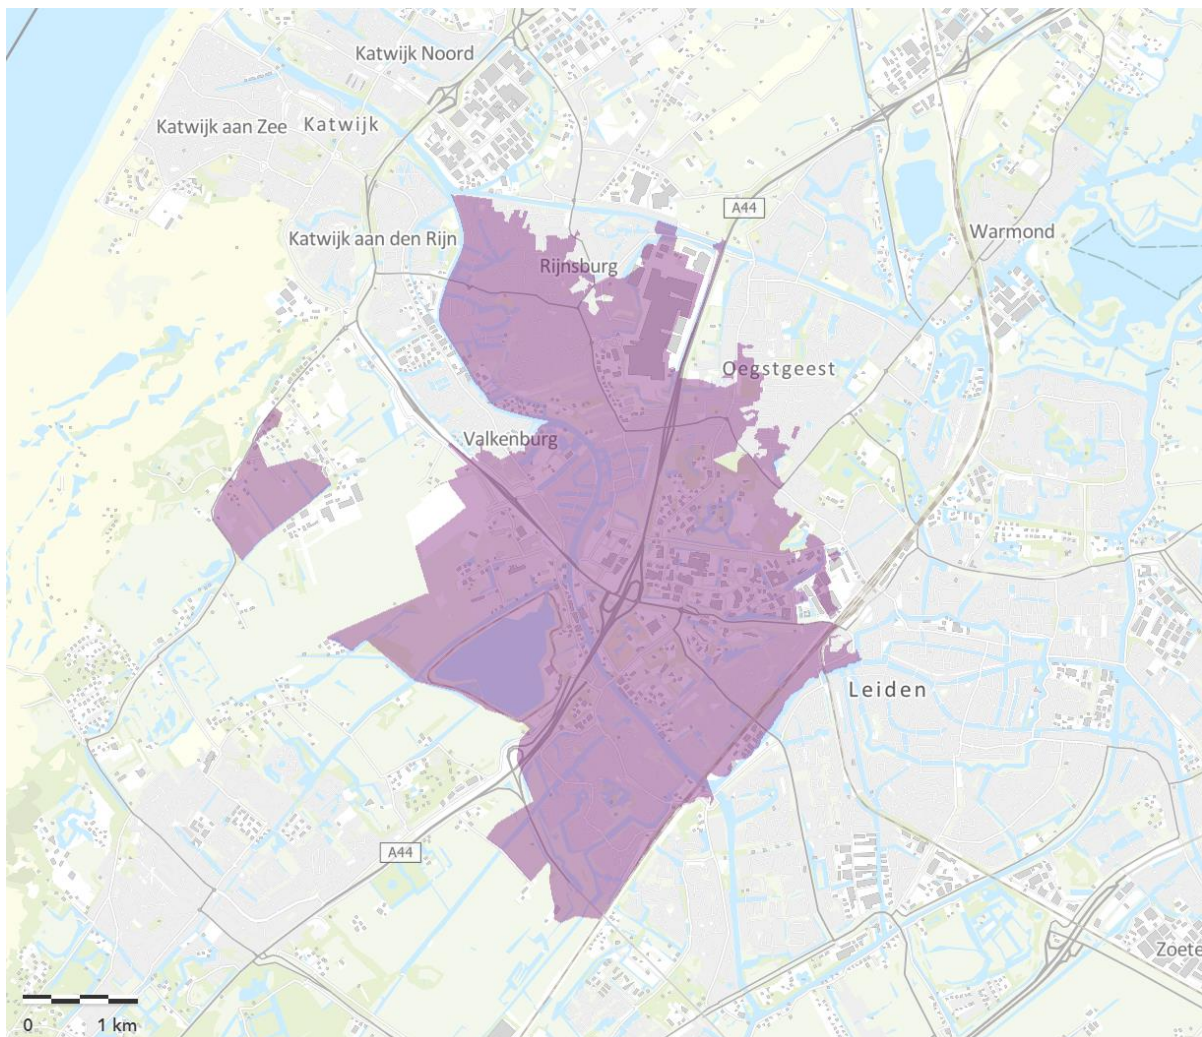 Katwijk Noord
Katwijk aan Zee
Katwijk
A44
Warmond
Katwijk aan den Rijn
Rijnsburg
Oegstgeest
Valkenburg
Leiden
A44
Zoete
0 1 km